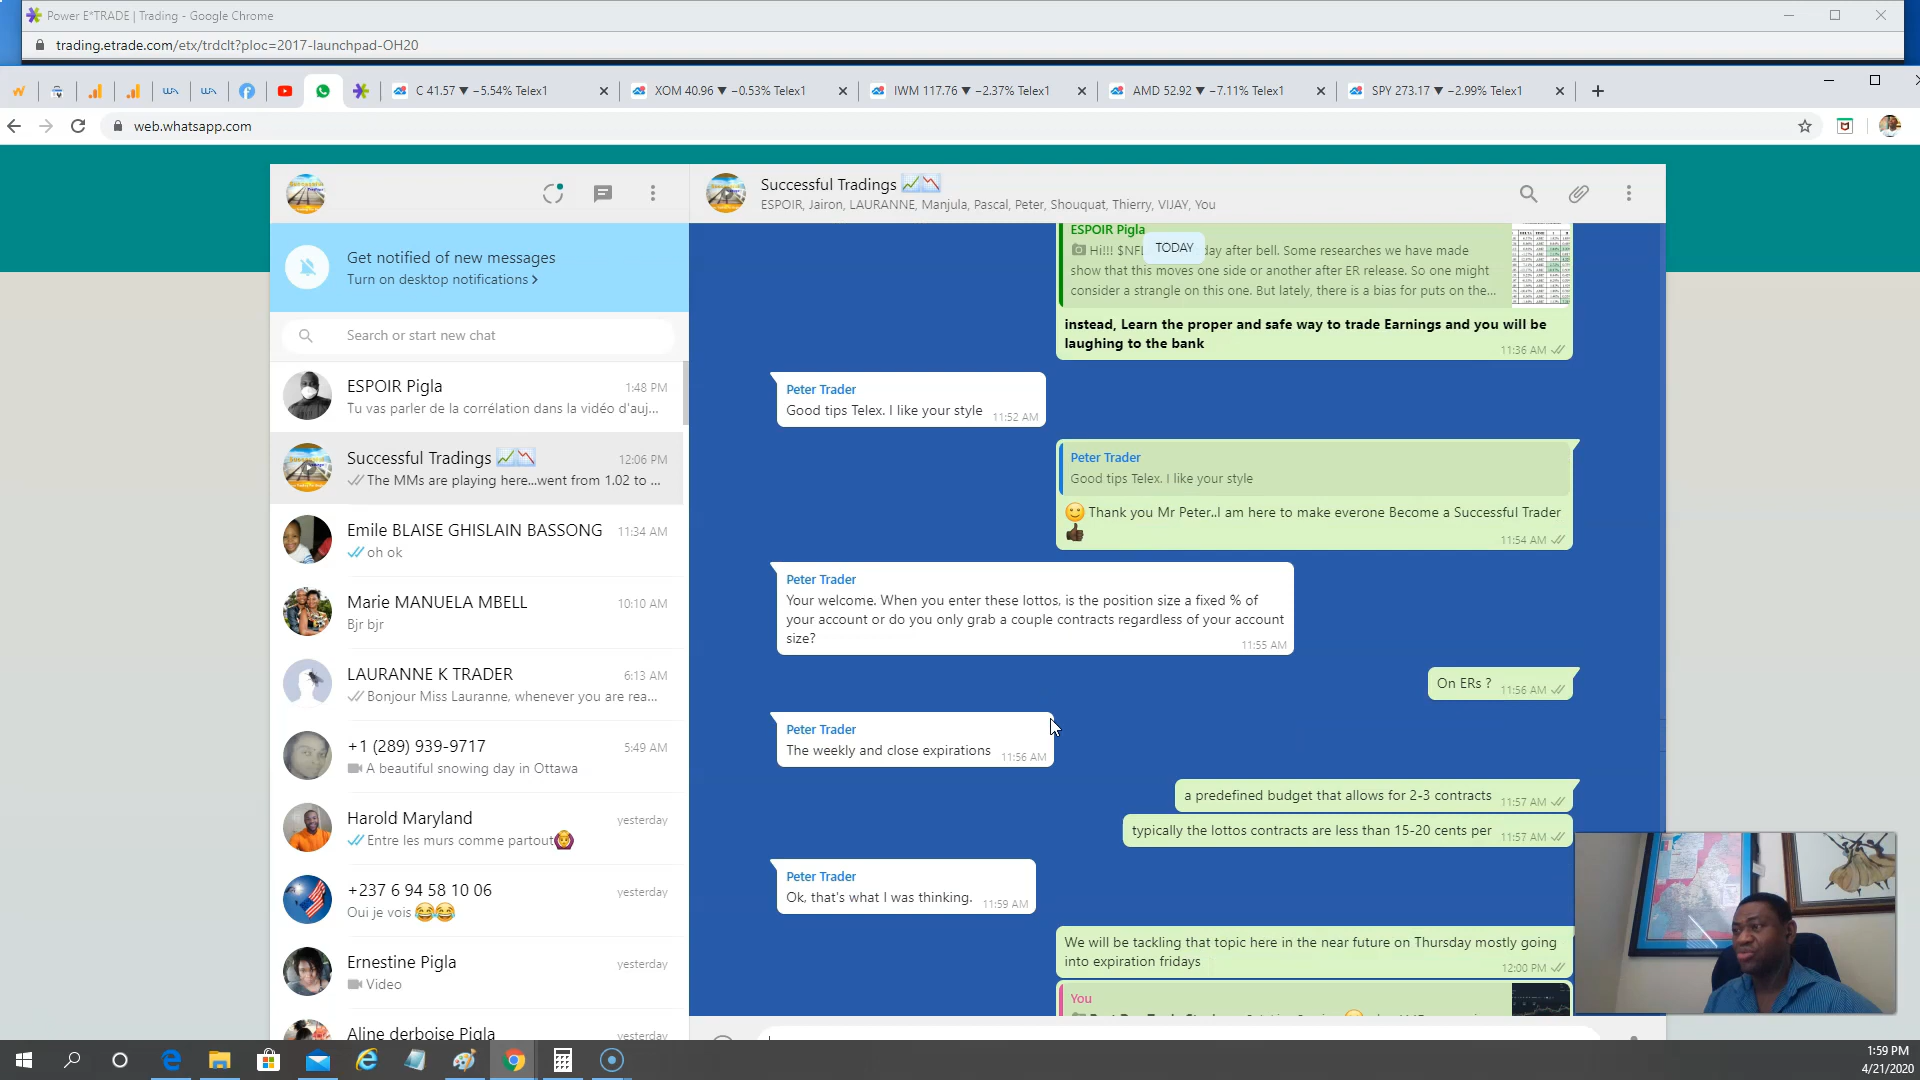 Power E*TRADE | Trading - Google Chrome
trading.etrade.com/etx/trdclt?ploc=2017-launchpad-OH20
C 41.57 ▼ −5.54% Telex1
XOM 40.96 ▼ −0.53% Telex1
IWM 117.76 ▼ −2.37% Telex1
AMD 52.92 ▼ −7.11% Telex1
SPY 273.17 ▼ −2.99% Telex1
web.whatsapp.com
Get notified of new messages
Turn on desktop notifications
Search or start new chat
ESPOIR Pigla 1:48 PM
Tu vas parler de la corrélation dans la vidéo d'auj...
Successful Tradings 📈📉 12:06 PM
The MMs are playing here...went from 1.02 to ...
Emile BLAISE GHISLAIN BASSONG 11:34 AM
oh ok
Marie MANUELA MBELL 10:10 AM
Bjr bjr
LAURANNE K TRADER 6:13 AM
Bonjour Miss Lauranne, whenever you are rea...
+1 (289) 939-9717 5:49 AM
A beautiful snowing day in Ottawa
Harold Maryland yesterday
Entre les murs comme partout
+237 6 94 58 10 06 yesterday
Oui je vois 😂😂
Ernestine Pigla yesterday
Video
Aline derboise Pigla yesterday
Successful Tradings 📈📉
ESPOIR, Jairon, LAURANNE, Manjula, Pascal, Peter, Shouquat, Thierry, VIJAY, You
TODAY
ESPOIR Pigla
Hi!!! $NFL day after bell. Some researches we have made
show that this moves one side or another after ER release. So one might
consider a strangle on this one. But lately, there is a bias for puts on the...
instead, Learn the proper and safe way to trade Earnings and you will be
laughing to the bank
11:36 AM
Peter Trader
Good tips Telex. I like your style 11:52 AM
Peter Trader
Good tips Telex. I like your style
Thank you Mr Peter..I am here to make everone Become a Successful Trader
11:54 AM
Peter Trader
Your welcome. When you enter these lottos, is the position size a fixed % of
your account or do you only grab a couple contracts regardless of your account
size?
11:55 AM
On ERs ? 11:56 AM
Peter Trader
The weekly and close expirations 11:56 AM
a predefined budget that allows for 2-3 contracts 11:57 AM
typically the lottos contracts are less than 15-20 cents per 11:57 AM
Peter Trader
Ok, that's what I was thinking. 11:59 AM
We will be tackling that topic here in the near future on Thursday mostly going
into expiration fridays
12:00 PM
You
1:59 PM
4/21/2020